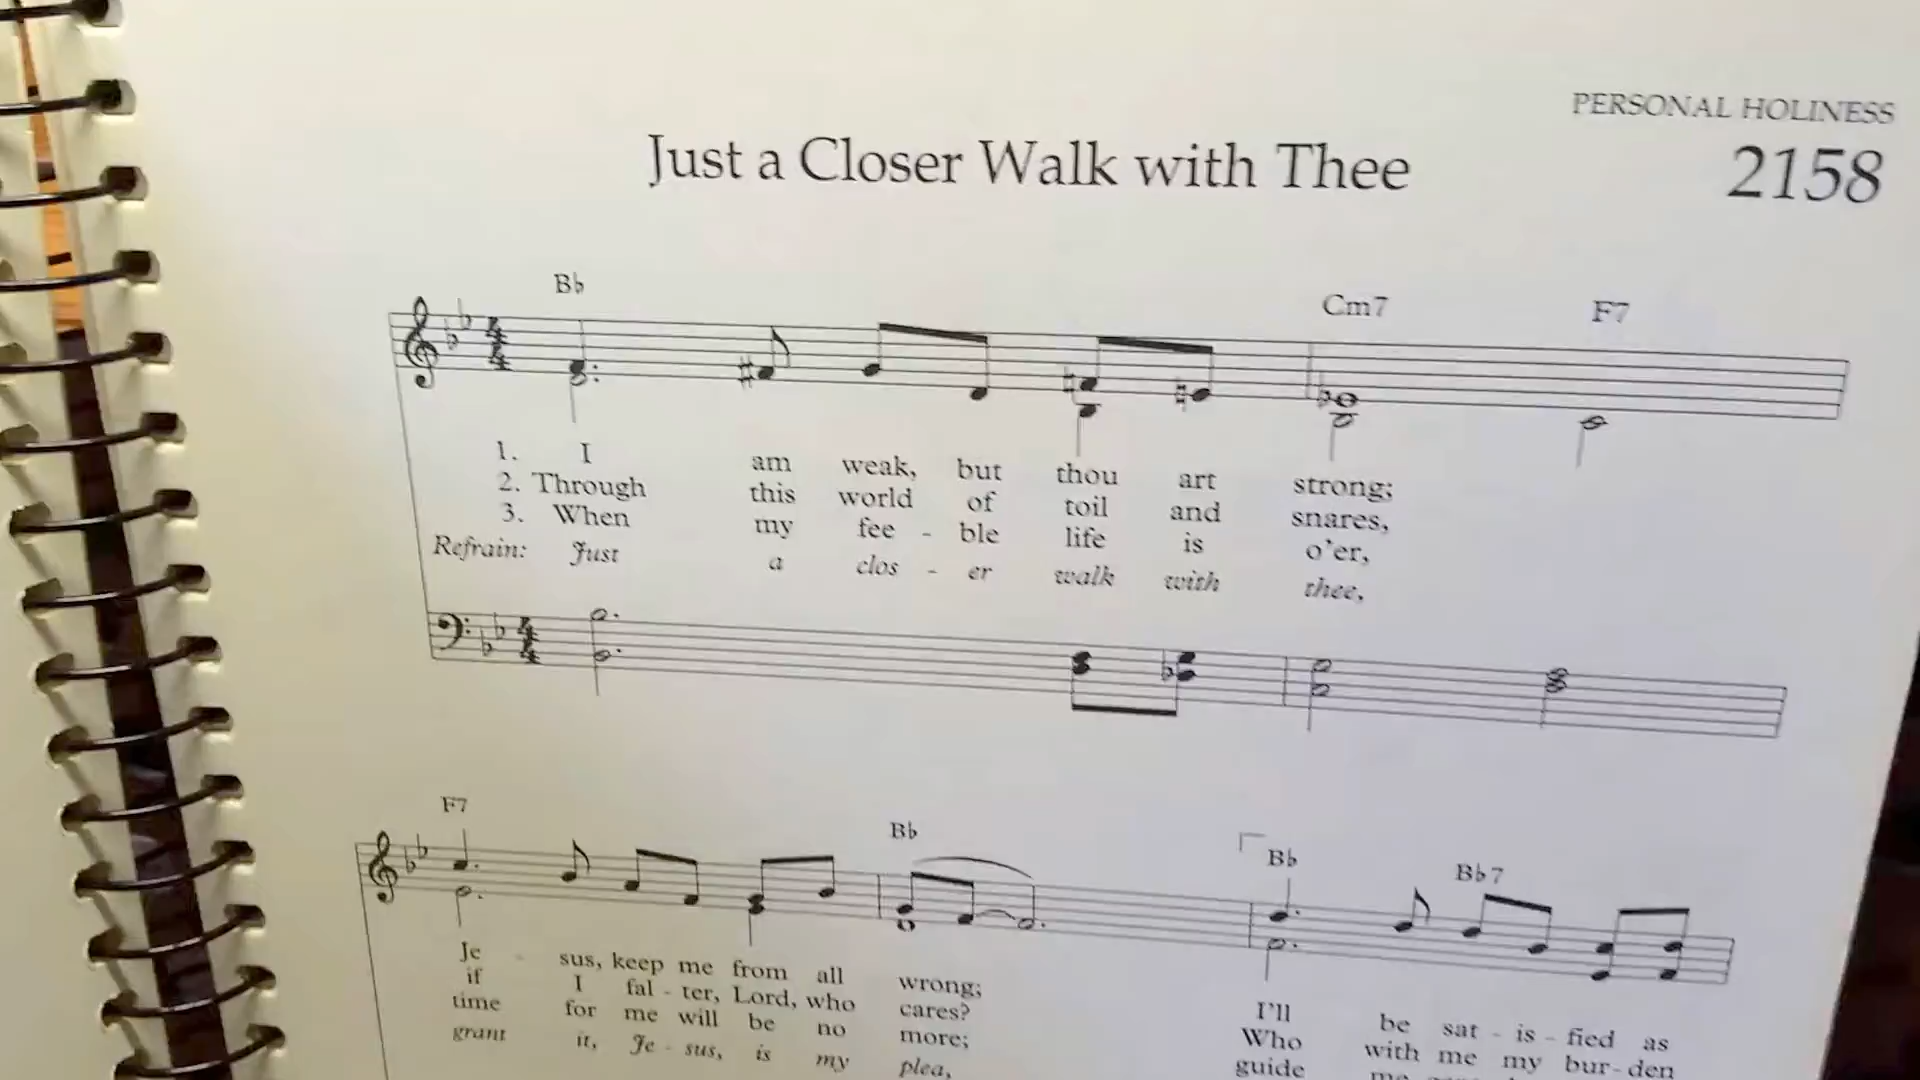 PERSONAL HOLINESS
Just a Closer Walk with Thee
2158
B♭ Cm7 F7
1. I am weak, but thou art strong;
2. Through this world of toil and snares,
3. When my fee - ble life is o'er,
Refrain: Just a clos - er walk with thee,
F7 B♭ B♭ B♭7
Je - sus, keep me from all wrong; I'll be sat - is - fied as
if I fal - ter, Lord, who cares? Who with me my bur - den
time for me will be no more; guide me
grant it, Je - sus, is my plea,